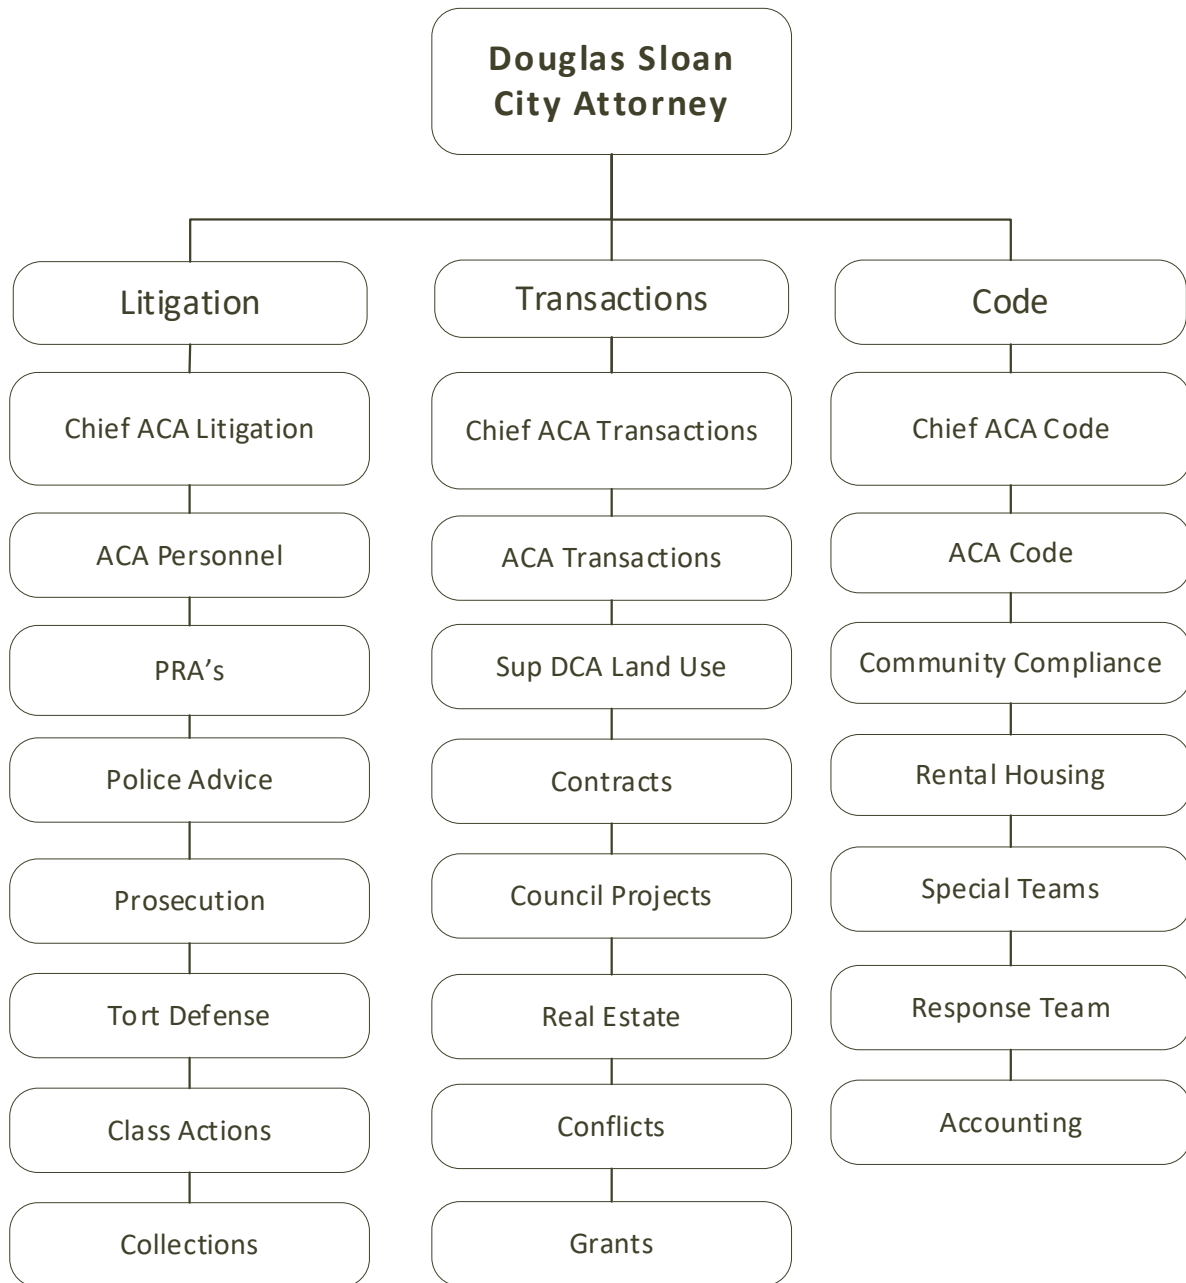 Douglas Sloan
City Attorney
Litigation
Transactions
Code
Chief ACA Litigation
Chief ACA Transactions
Chief ACA Code
ACA Personnel
ACA Transactions
ACA Code
PRA’s
Sup DCA Land Use
Community Compliance
Police Advice
Contracts
Rental Housing
Prosecution
Council Projects
Special Teams
Tort Defense
Real Estate
Response Team
Class Actions
Conflicts
Accounting
Collections
Grants